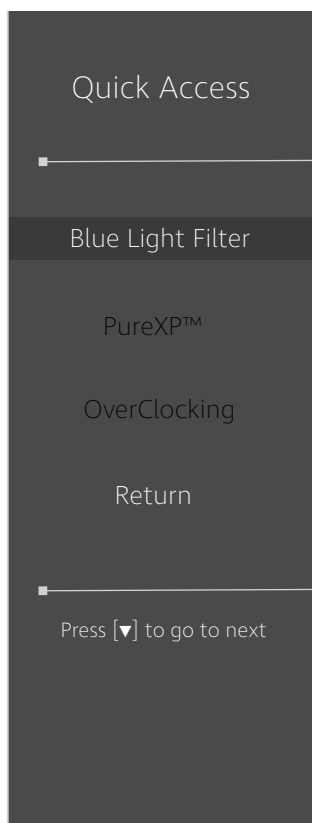 Quick Access
Blue Light Filter
PureXP™
OverClocking
Return
Press [▼] to go to next